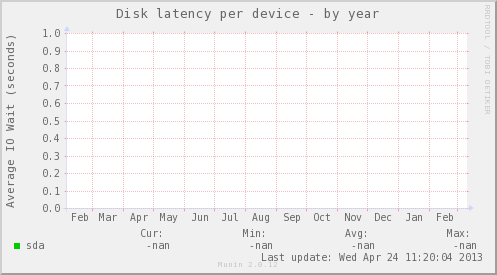 Disk latency per device - by year
RRDTOOL / TOBI OETIKER
Average IO Wait (seconds)
1.0
0.9
0.8
0.7
0.6
0.5
0.4
0.3
0.2
0.1
0.0
Feb Mar Apr May Jun Jul Aug Sep Oct Nov Dec Jan Feb
Cur: Min: Avg: Max:
sda -nan -nan -nan -nan
Last update: Wed Apr 24 11:20:04 2013
Munin 2.0.12